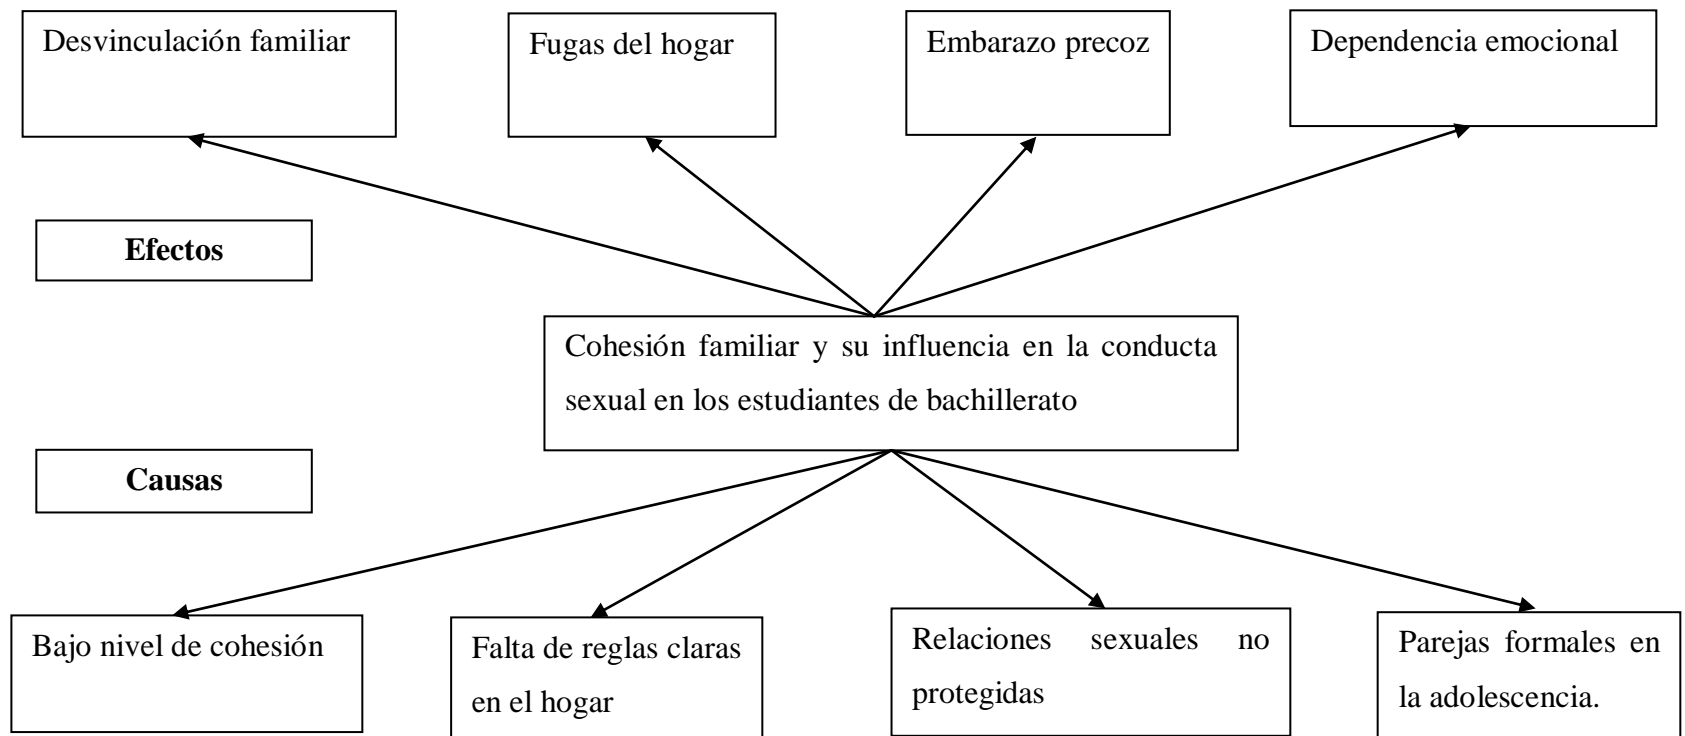 Desvinculación familiar
Fugas del hogar
Embarazo precoz
Dependencia emocional
Efectos
Cohesión familiar y su influencia en la conducta
sexual en los estudiantes de bachillerato
Causas
Bajo nivel de cohesión
Falta de reglas claras
en el hogar
Relaciones sexuales no
protegidas
Parejas formales en
la adolescencia.